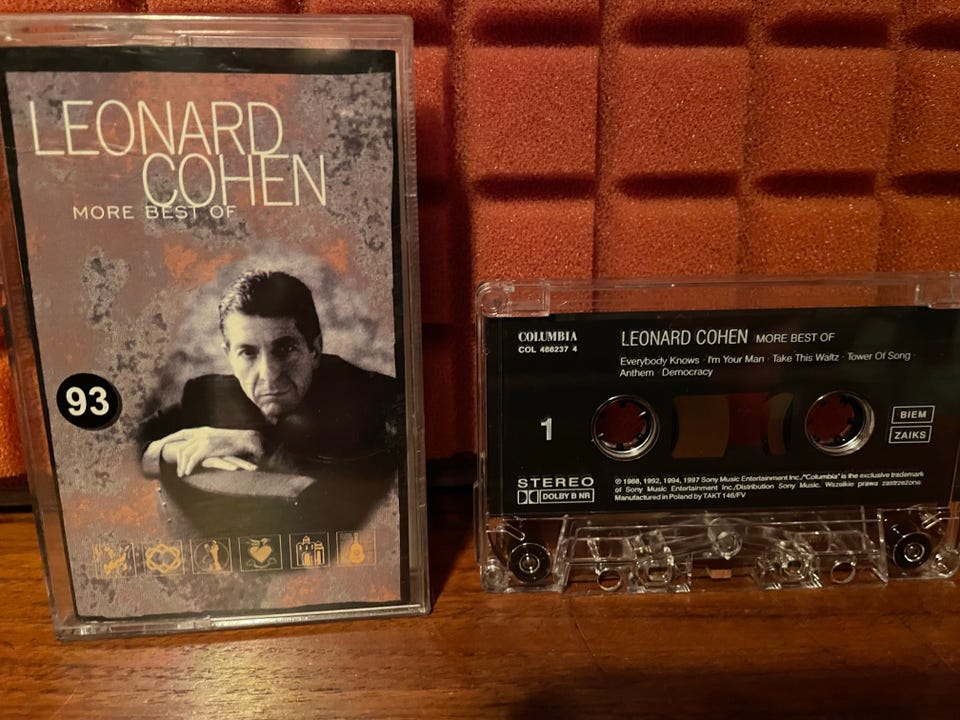 LEONARD
COHEN
MORE BEST OF
93
COLUMBIA
COL 488237 4
LEONARD COHEN MORE BEST OF
Everybody Knows · I'm Your Man · Take This Waltz · Tower Of Song ·
Anthem · Democracy
1
BIEM
ZAIKS
STEREO
DOLBY B NR
℗ 1988, 1992, 1994, 1997 Sony Music Entertainment Inc./"Columbia" is the exclusive trademark
of Sony Music Entertainment Inc./Distribution Sony Music. Wszelkie prawa zastrzeżone.
Manufactured in Poland by TAKT 146/FV